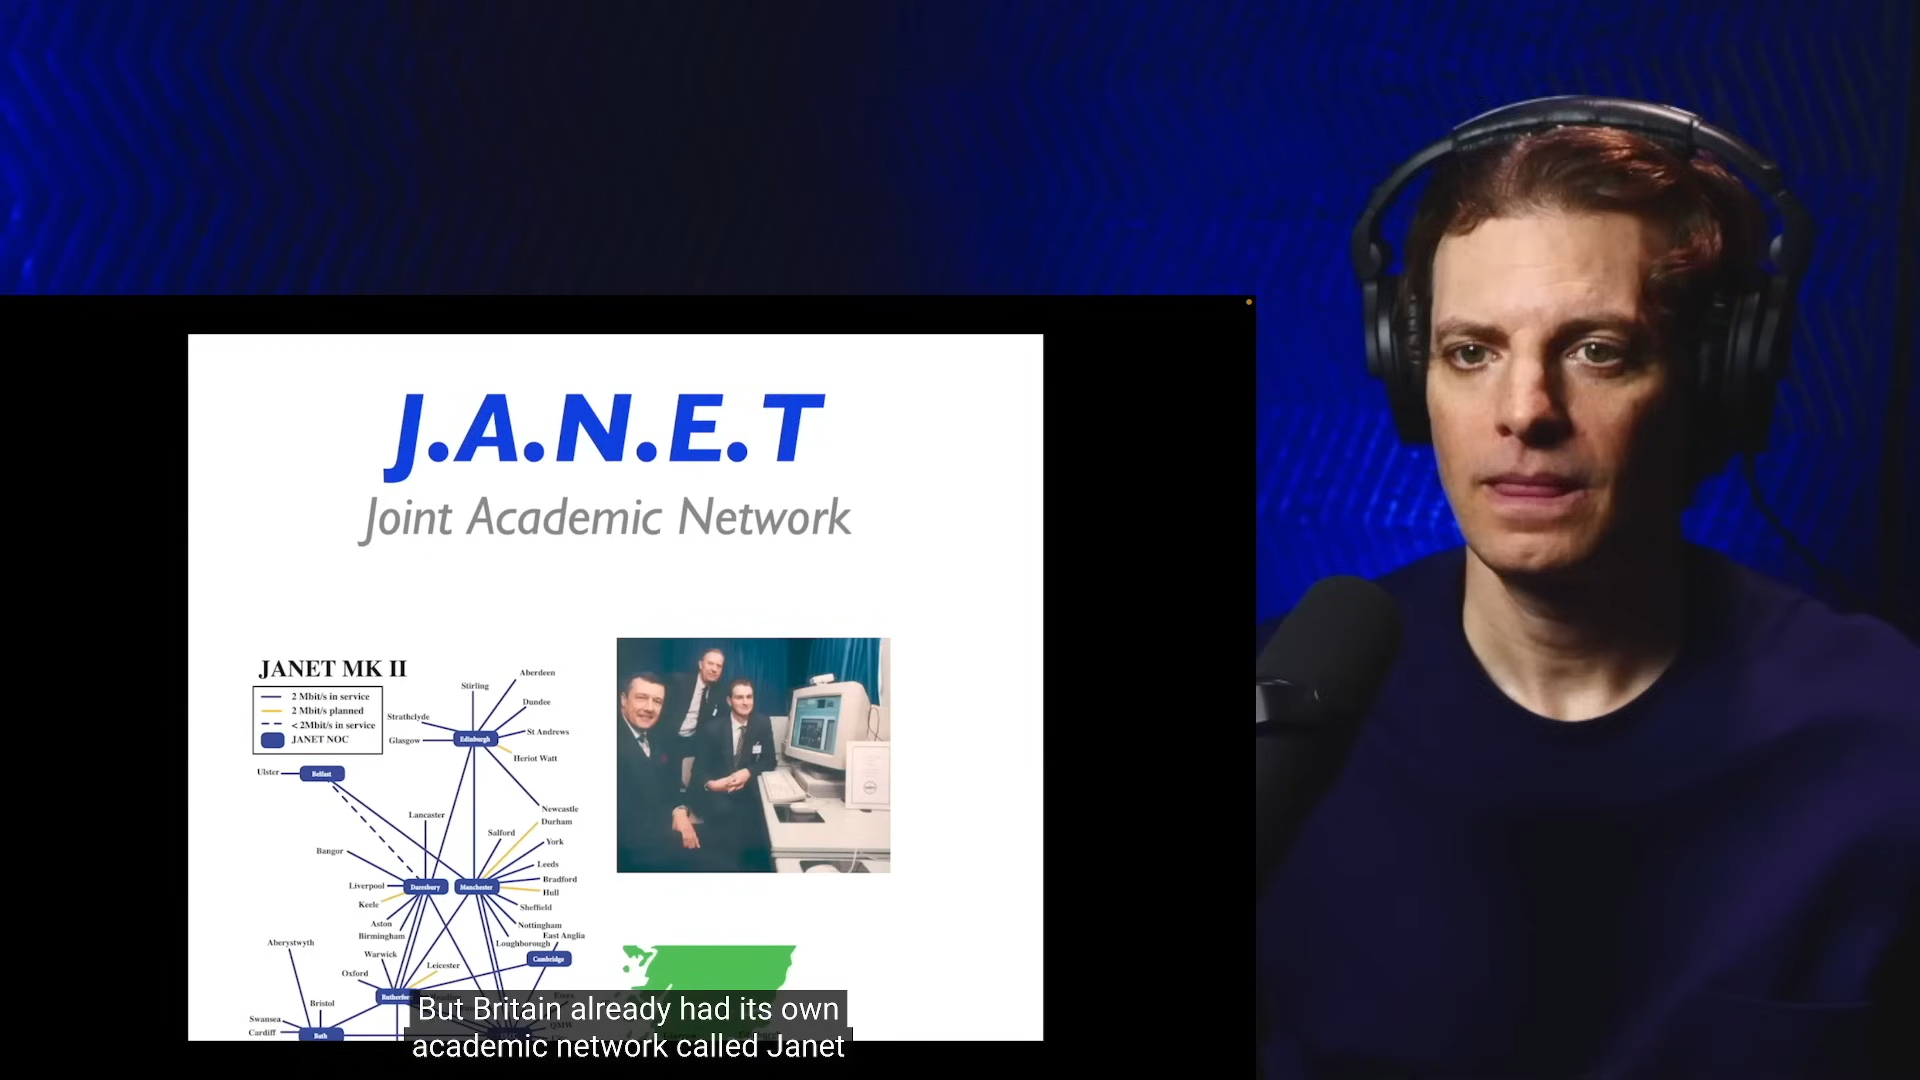 J.A.N.E.T
Joint Academic Network
JANET MK II
2 Mbit/s in service
2 Mbit/s planned
< 2Mbit/s in service
JANET NOC
Aberdeen
Stirling
Dundee
Strathclyde
St Andrews
Glasgow
Edinburgh
Heriot Watt
Ulster
Belfast
Newcastle
Lancaster
Durham
Salford
York
Bangor
Leeds
Bradford
Liverpool
Daresbury
Manchester
Hull
Keele
Sheffield
Aston
Nottingham
Birmingham
East Anglia
Aberystwyth
Loughborough
Warwick
Cambridge
Leicester
Oxford
Bristol
Swansea
QMW
Cardiff
Bath
But Britain already had its own
academic network called Janet